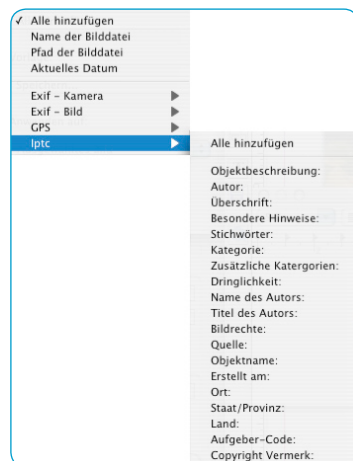 ✓ Alle hinzufügen
Name der Bilddatei
Pfad der Bilddatei
Aktuelles Datum
Exif – Kamera
Exif – Bild
GPS
Iptc
Alle hinzufügen
Objektbeschreibung:
Autor:
Überschrift:
Besondere Hinweise:
Stichwörter:
Kategorie:
Zusätzliche Katergorien:
Dringlichkeit:
Name des Autors:
Titel des Autors:
Bildrechte:
Quelle:
Objektname:
Erstellt am:
Ort:
Staat/Provinz:
Land:
Aufgeber-Code:
Copyright Vermerk: